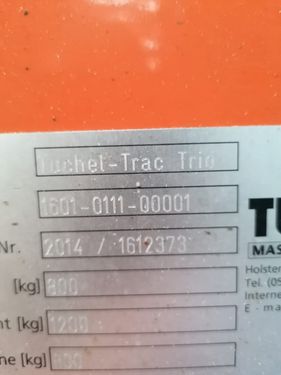 Tuchel-Trac Trio
1601-0111-00001
Nr. 2014 / 1612373
TU
MAS
[kg] 800
Holste
Tel. (05
Interne
nt [kg] 1200
E - ma
ne [kg]